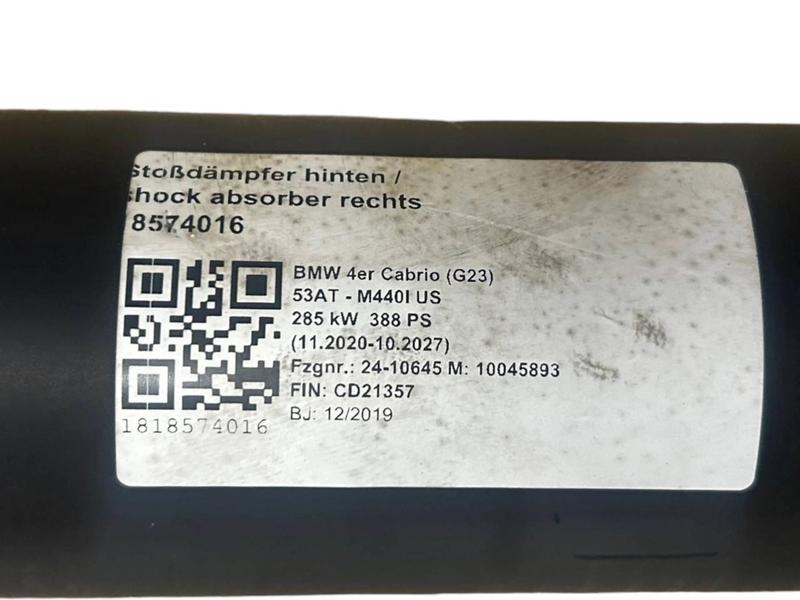 Stoßdämpfer hinten /
shock absorber rechts
8574016
BMW 4er Cabrio (G23)
53AT - M440I US
285 kW 388 PS
(11.2020-10.2027)
Fzgnr.: 24-10645 M: 10045893
FIN: CD21357
BJ: 12/2019
1818574016